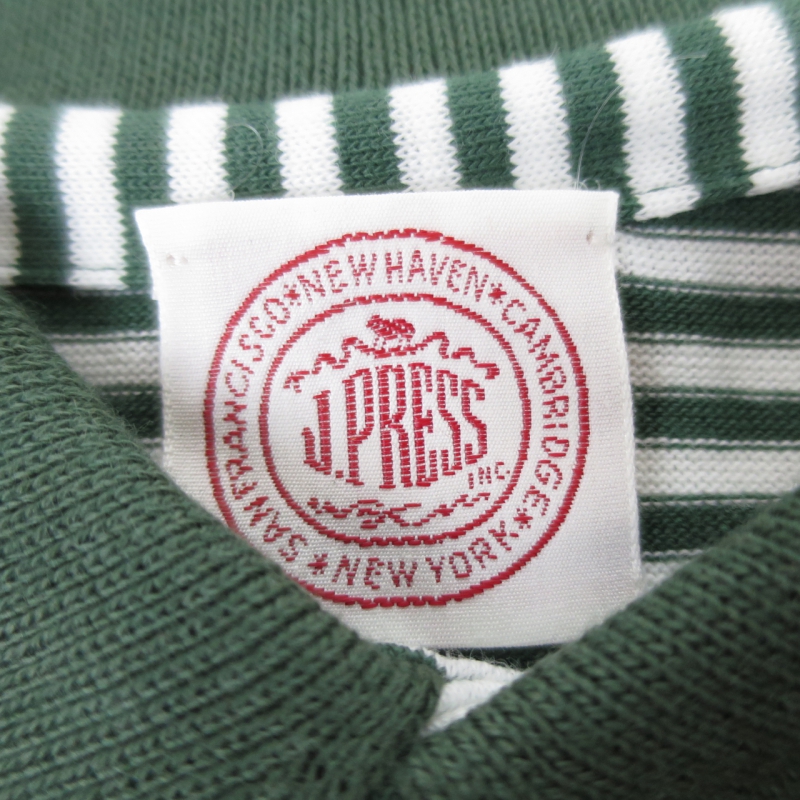 SAN FRANCISCO*NEW HAVEN*CAMBRIDGE*NEW YORK*
J.PRESS
INC.